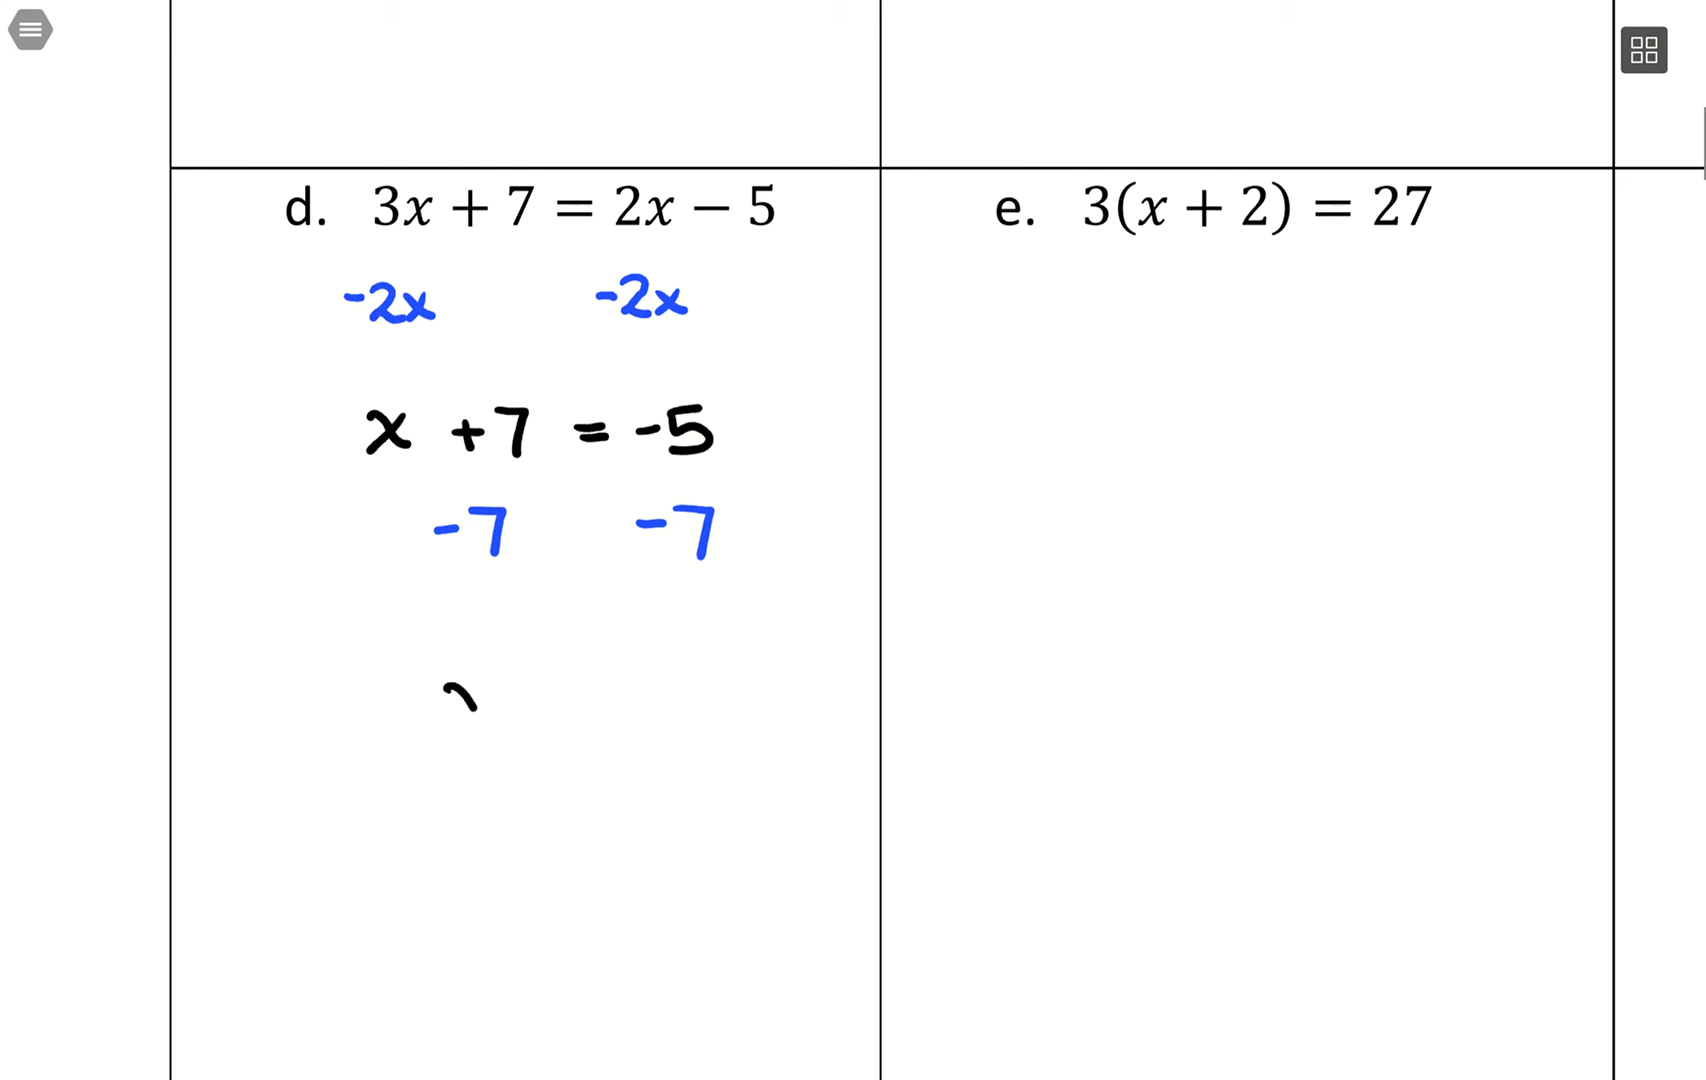 d. 3x + 7 = 2x − 5
-2x -2x
x +7 = -5
-7 -7
e. 3(x + 2) = 27